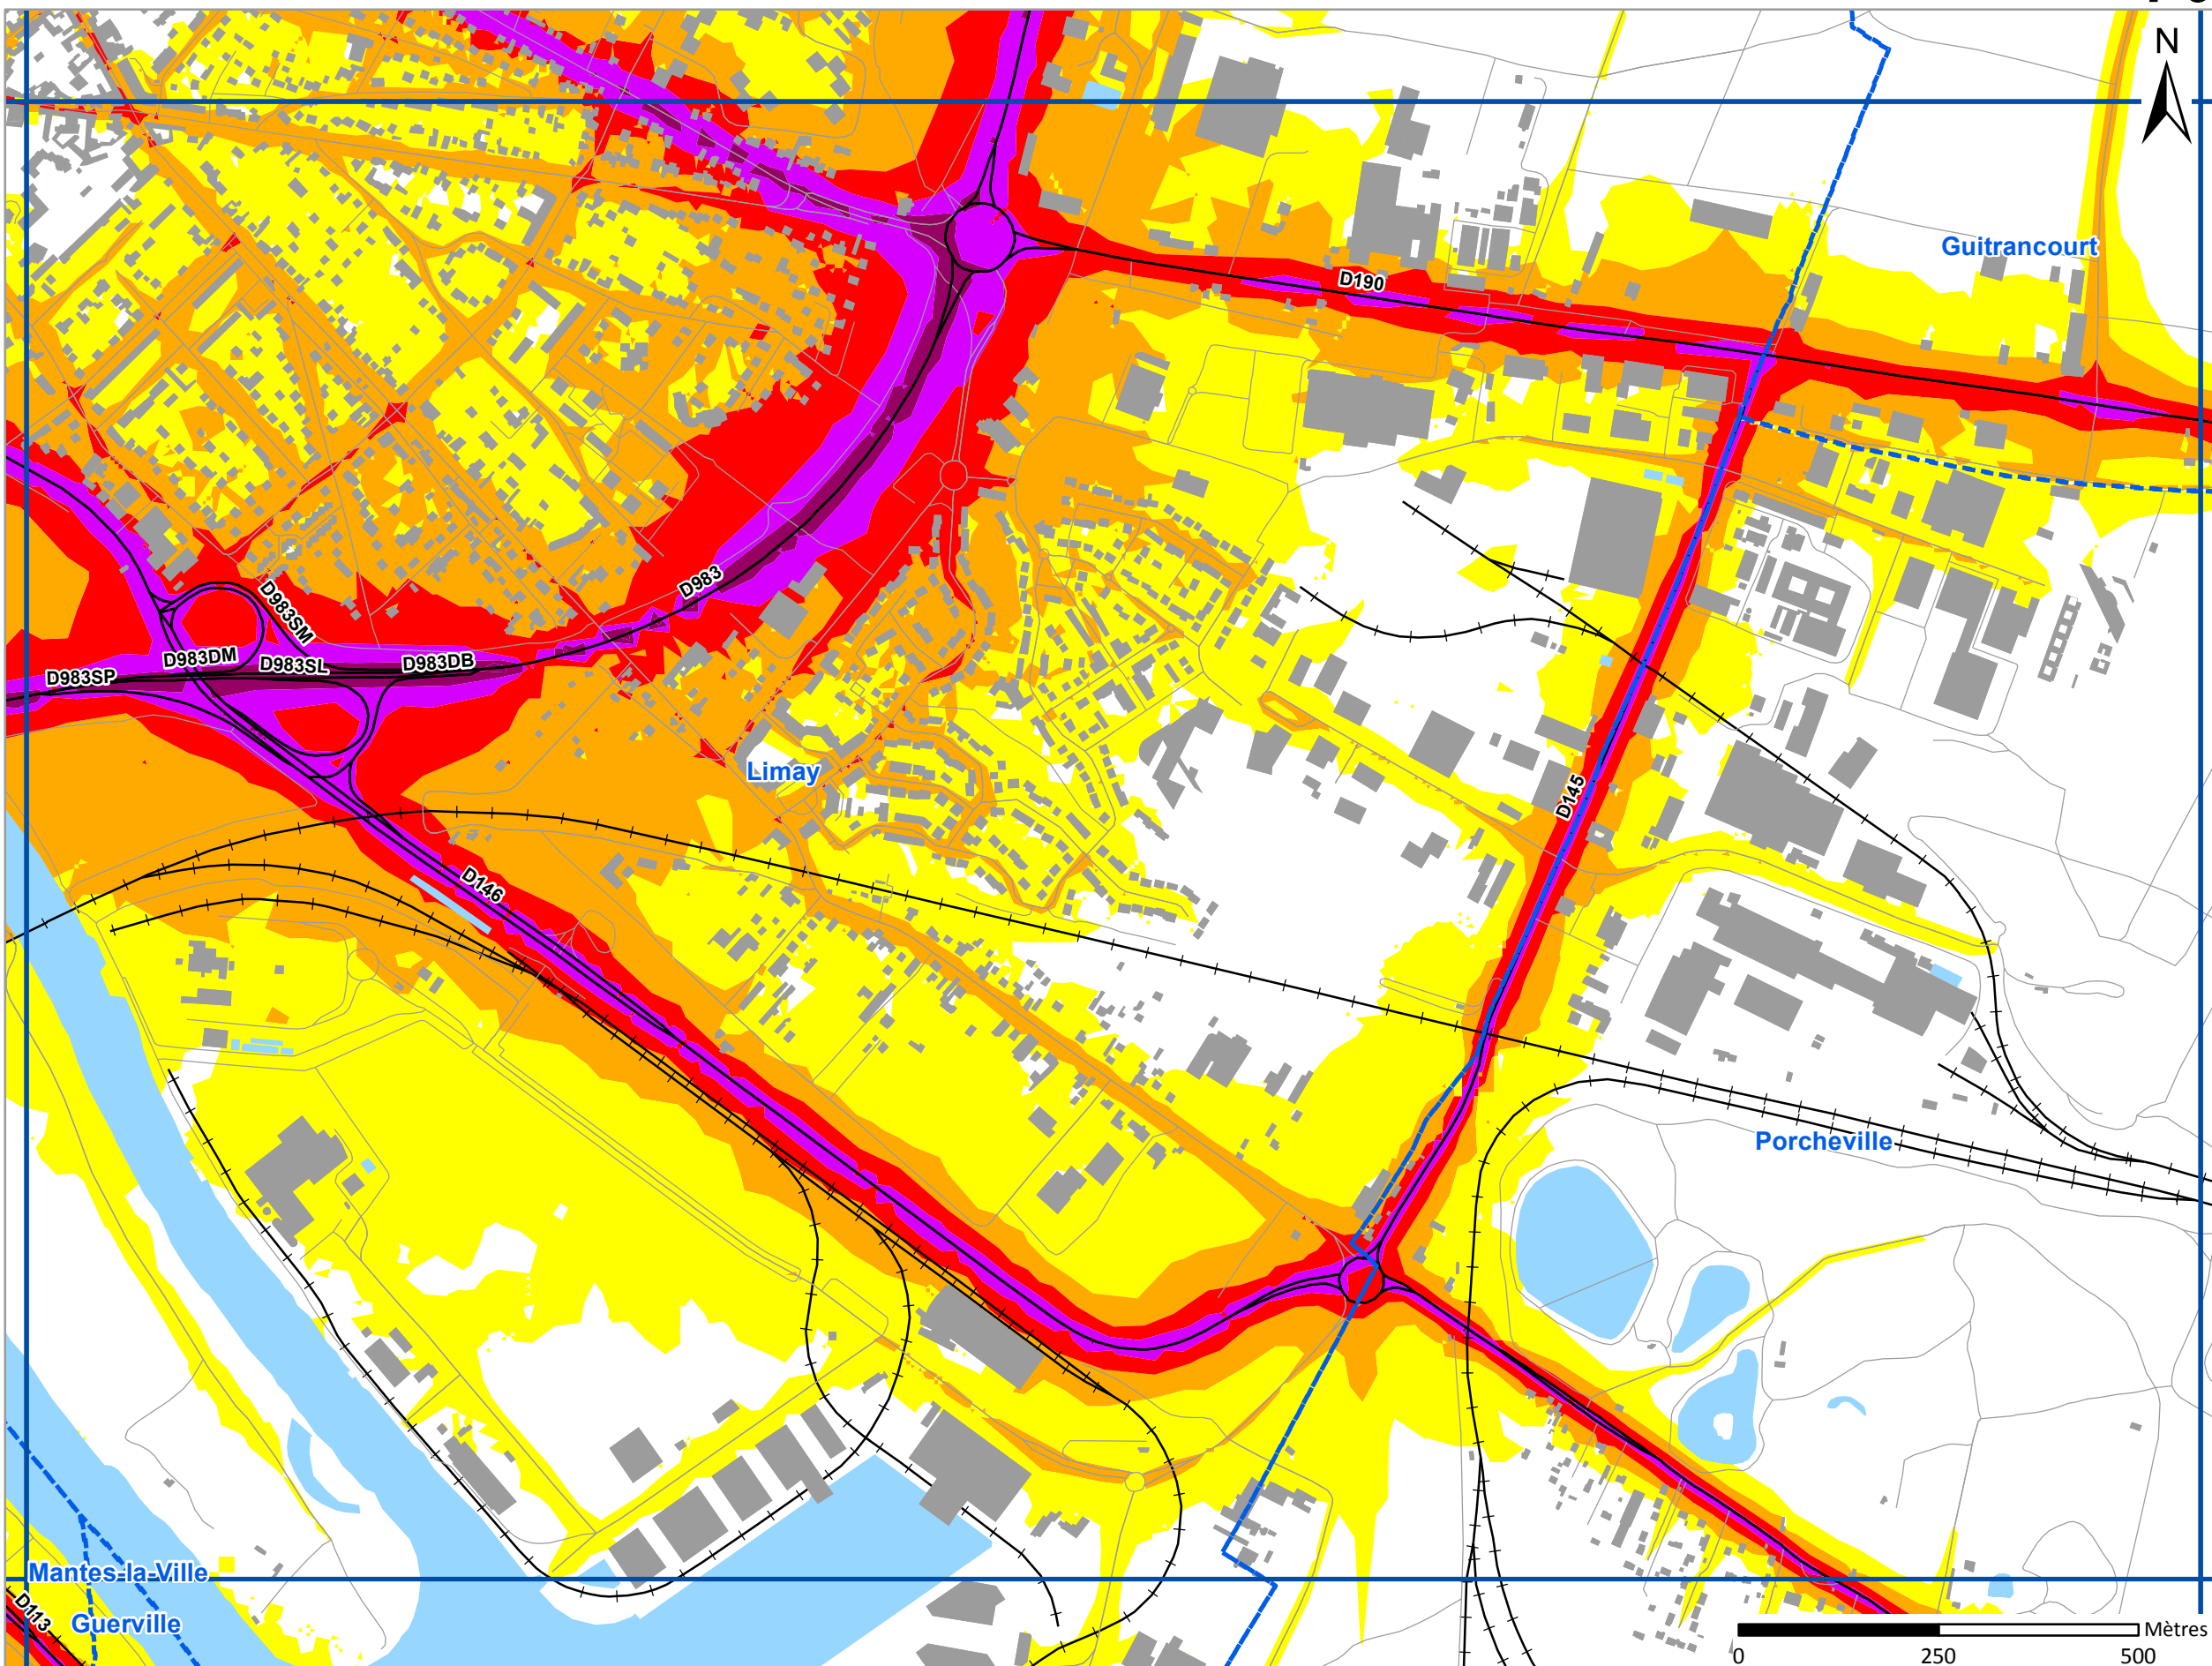 N
Guitrancourt
D190
D983
D983SM
D983DM
D983SL
D983DB
D983SP
Limay
D145
D146
Porcheville
Mantes-la-Ville
Guerville
D113
Mètres
0 250 500